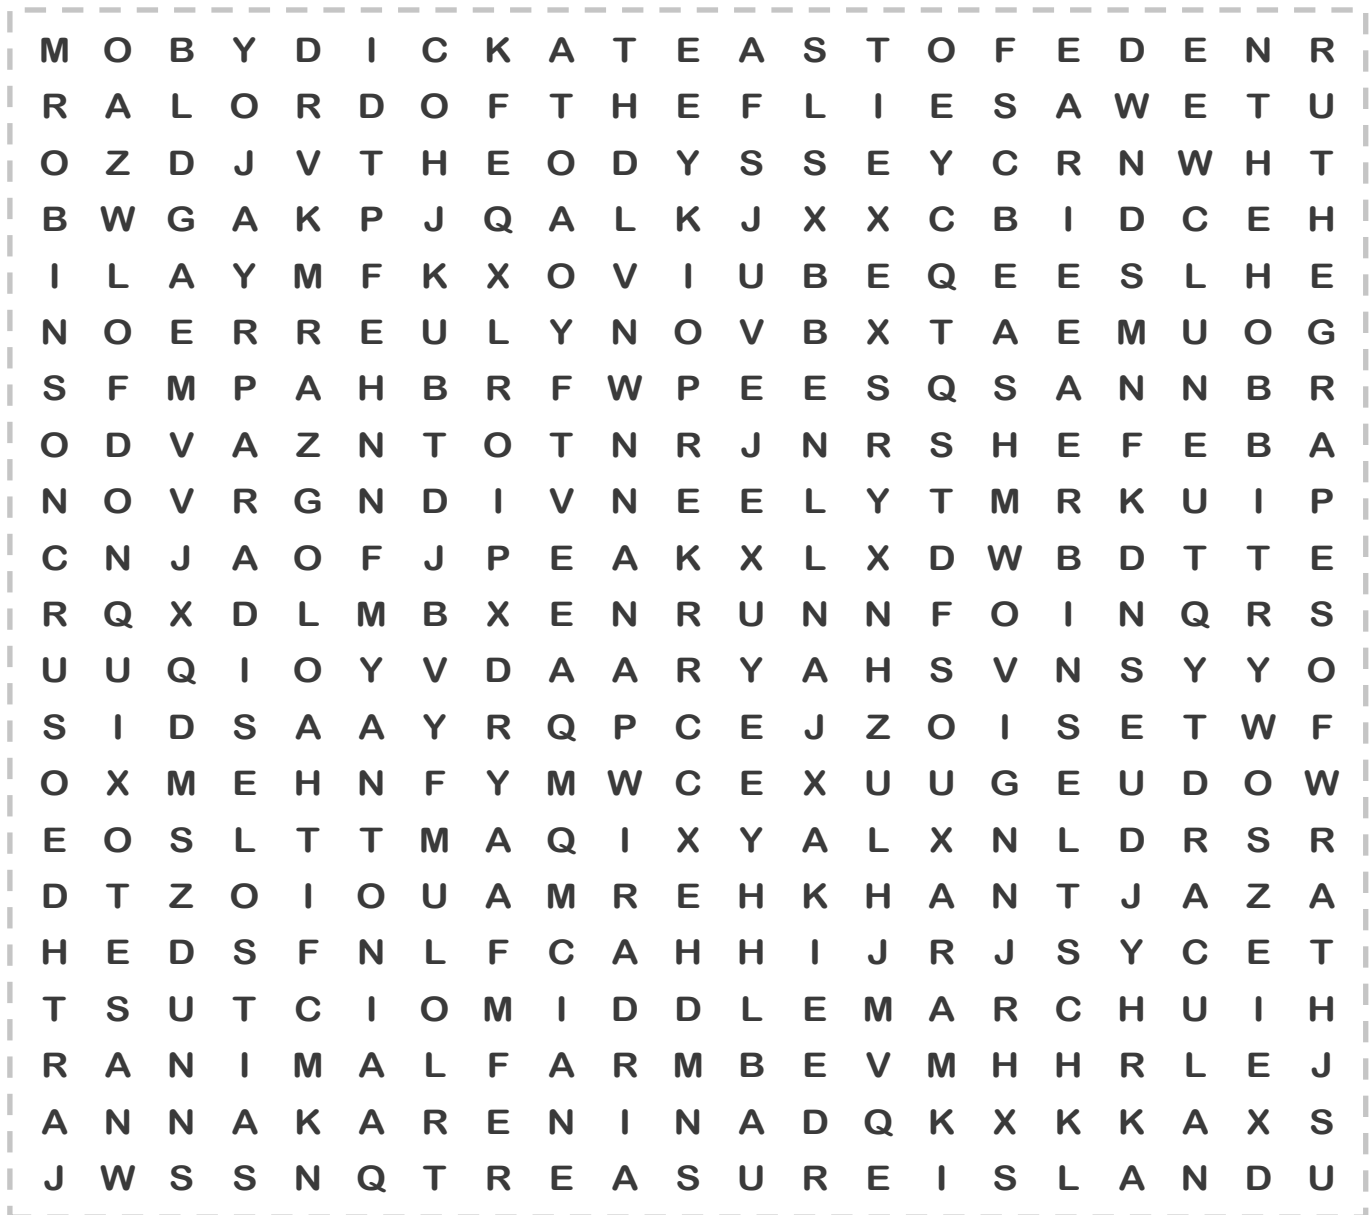 M O B Y D I C K A T E A S T O F E D E N R
R A L O R D O F T H E F L I E S A W E T U
O Z D J V T H E O D Y S S E Y C R N W H T
B W G A K P J Q A L K J X X C B I D C E H
I L A Y M F K X O V I U B E Q E E S L H E
N O E R R E U L Y N O V B X T A E M U O G
S F M P A H B R F W P E E S Q S A N N B R
O D V A Z N T O T N R J N R S H E F E B A
N O V R G N D I V N E E L Y T M R K U I P
C N J A O F J P E A K X L X D W B D T T E
R Q X D L M B X E N R U N N F O I N Q R S
U U Q I O Y V D A A R Y A H S V N S Y Y O
S I D S A A Y R Q P C E J Z O I S E T W F
O X M E H N F Y M W C E X U U G E U D O W
E O S L T T M A Q I X Y A L X N L D R S R
D T Z O I O U A M R E H K H A N T J A Z A
H E D S F N L F C A H H I J R J S Y C E T
T S U T C I O M I D D L E M A R C H U I H
R A N I M A L F A R M B E V M H H R L E J
A N N A K A R E N I N A D Q K X K K A X S
J W S S N Q T R E A S U R E I S L A N D U